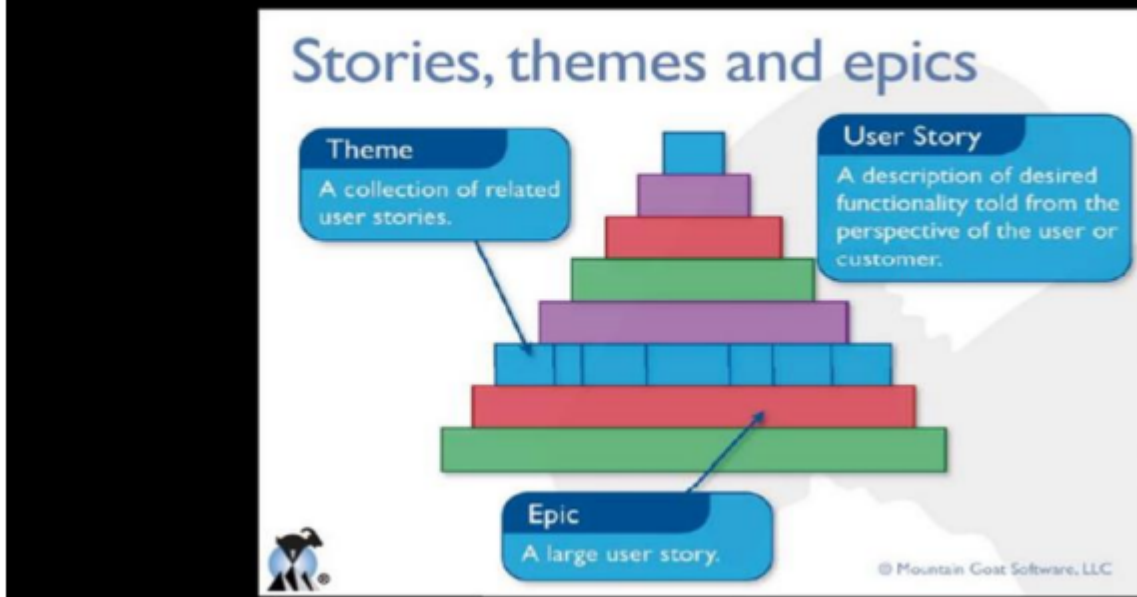 Stories, themes and epics
Theme
A collection of related
user stories.
User Story
A description of desired
functionality told from the
perspective of the user or
customer.
Epic
A large user story.
® 
© Mountain Goat Software, LLC